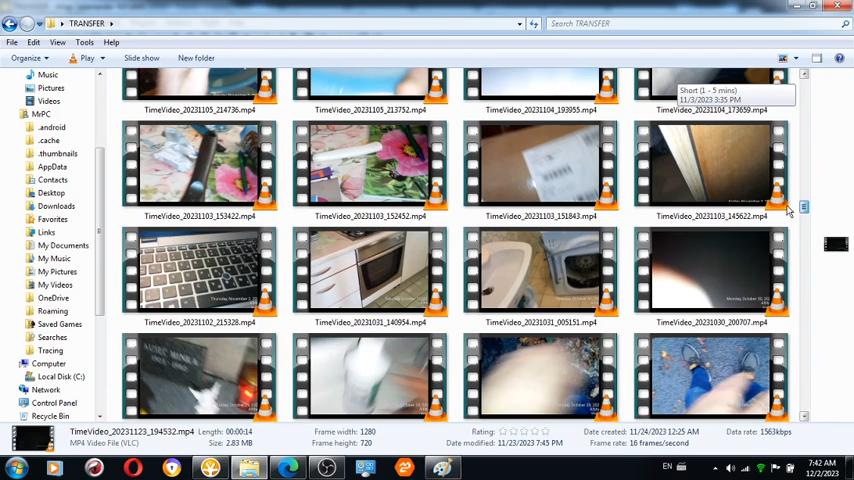 TRANSFER
Search TRANSFER
File Edit View Tools Help
Organize Play Slide show New folder
Music
Pictures
Videos
MrPC
.android
.cache
.thumbnails
AppData
Contacts
Desktop
Downloads
Favorites
Links
My Documents
My Music
My Pictures
My Videos
OneDrive
Roaming
Saved Games
Searches
Tracing
Computer
Local Disk (C:)
Network
Control Panel
Recycle Bin
Short (1 - 5 mins)
11/3/2023 3:35 PM
TimeVideo_20231105_214736.mp4 TimeVideo_20231105_213752.mp4 TimeVideo_20231104_193955.mp4 TimeVideo_20231104_173659.mp4
TimeVideo_20231103_153422.mp4 TimeVideo_20231103_152452.mp4 TimeVideo_20231103_151843.mp4 TimeVideo_20231103_145622.mp4
TimeVideo_20231102_215328.mp4 TimeVideo_20231031_140954.mp4 TimeVideo_20231031_005151.mp4 TimeVideo_20231030_200707.mp4
TimeVideo_20231123_194532.mp4 Length: 00:00:14 Frame width: 1280 Rating: Date created: 11/24/2023 12:25 AM Data rate: 1563kbps
MP4 Video File (VLC) Size: 2.83 MB Frame height: 720 Date modified: 11/23/2023 7:45 PM Frame rate: 16 frames/second
EN
7:42 AM
12/2/2023